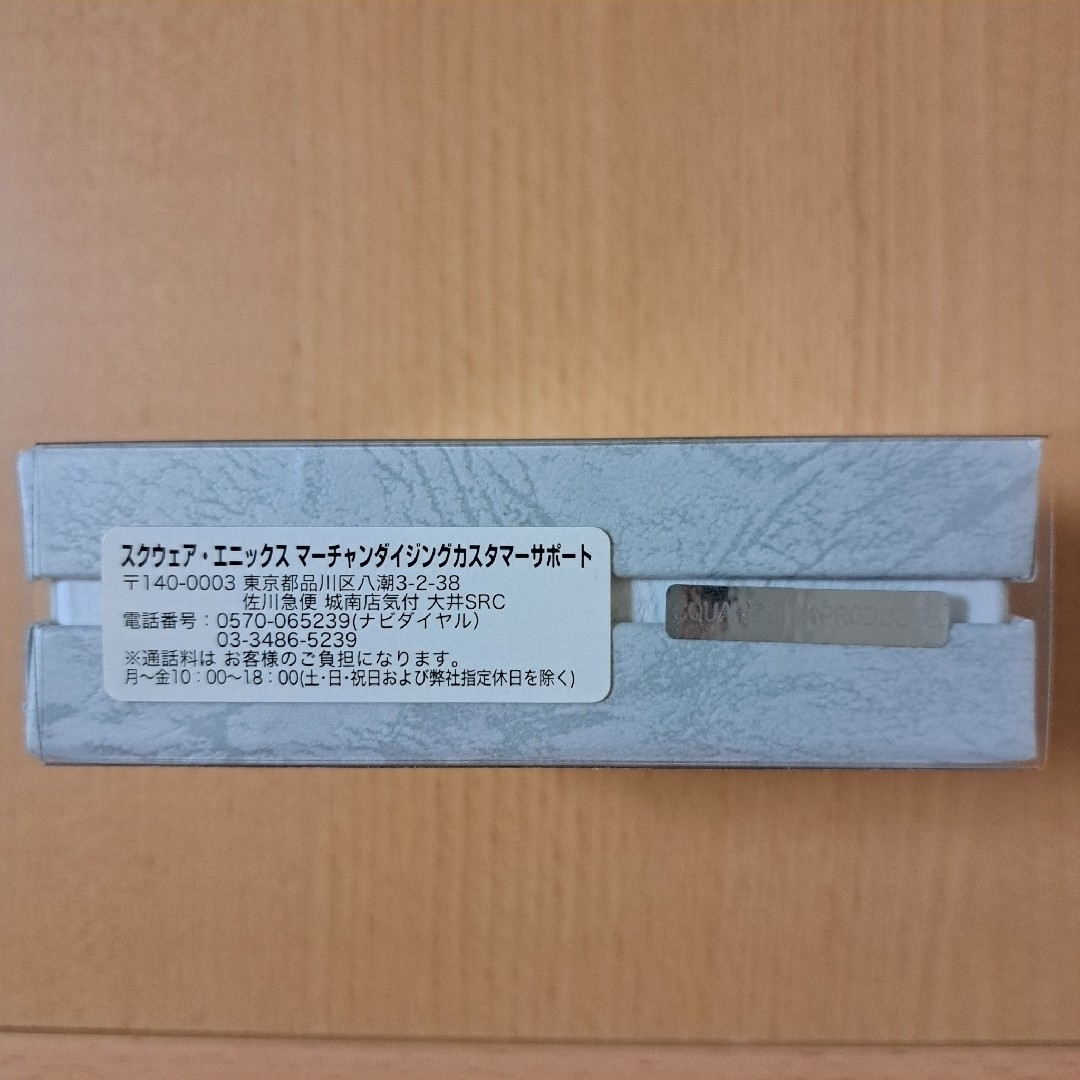 スクウェア・エニックス マーチャンダイジングカスタマーサポート
〒140-0003 東京都品川区八潮3-2-38
佐川急便 城南店気付 大井SRC
電話番号：0570-065239(ナビダイヤル)
03-3486-5239
※通話料は お客様のご負担になります。
月〜金10：00〜18：00(土・日・祝日および弊社指定休日を除く)